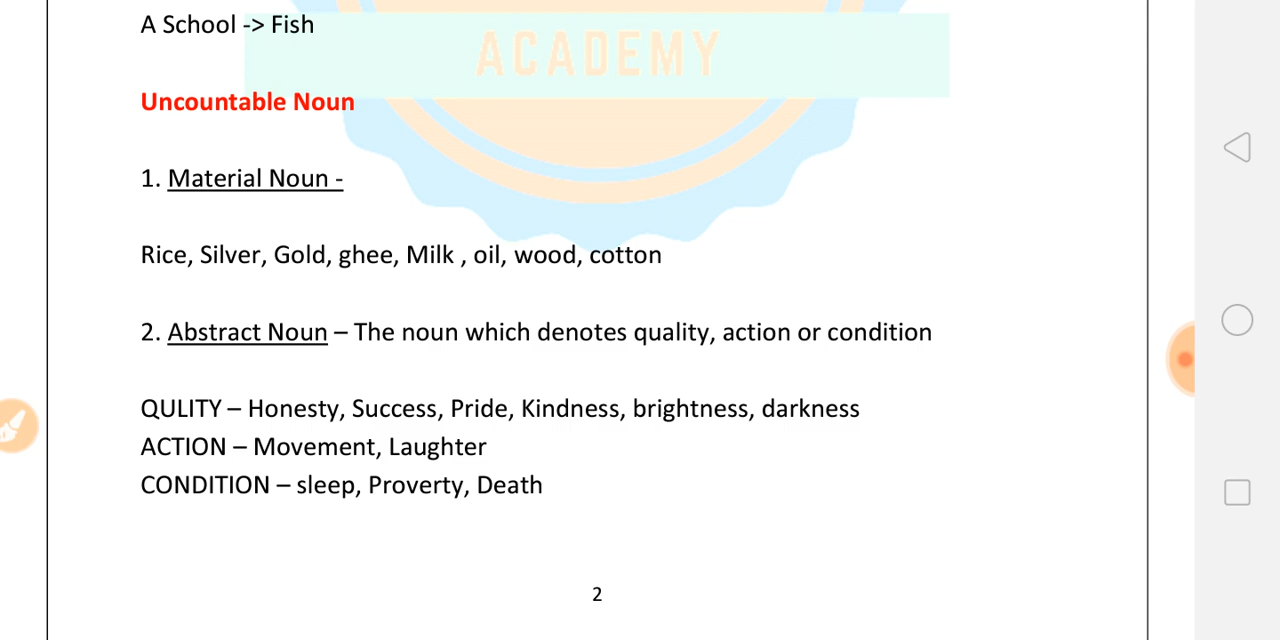 A School -> Fish
ACADEMY
Uncountable Noun
1. Material Noun -
Rice, Silver, Gold, ghee, Milk , oil, wood, cotton
2. Abstract Noun – The noun which denotes quality, action or condition
QULITY – Honesty, Success, Pride, Kindness, brightness, darkness
ACTION – Movement, Laughter
CONDITION – sleep, Proverty, Death
2